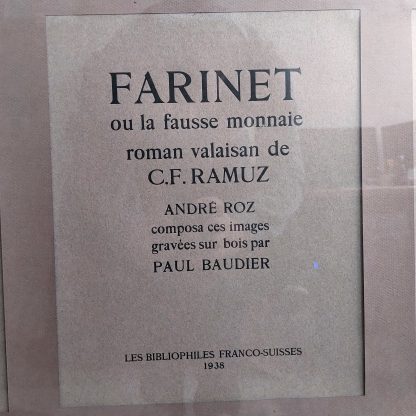 FARINET
ou la fausse monnaie
roman valaisan de
C.F. RAMUZ
ANDRÉ ROZ
composa ces images
gravées sur bois par
PAUL BAUDIER
LES BIBLIOPHILES FRANCO-SUISSES
1938